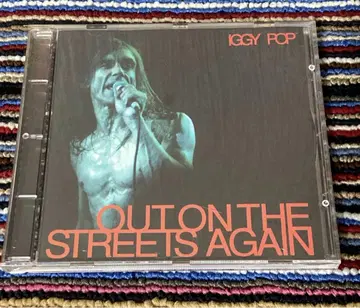 IGGY POP
OUT ON THE
STREETS AGAIN